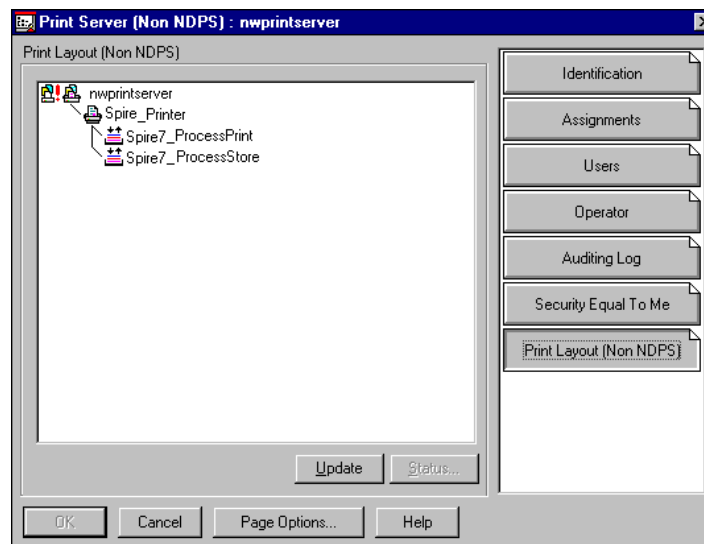 Print Server (Non NDPS) : nwprintserver
Print Layout (Non NDPS)
nwprintserver
Spire_Printer
Spire7_ProcessPrint
Spire7_ProcessStore
Update
Status...
Identification
Assignments
Users
Operator
Auditing Log
Security Equal To Me
Print Layout (Non NDPS)
OK
Cancel
Page Options...
Help